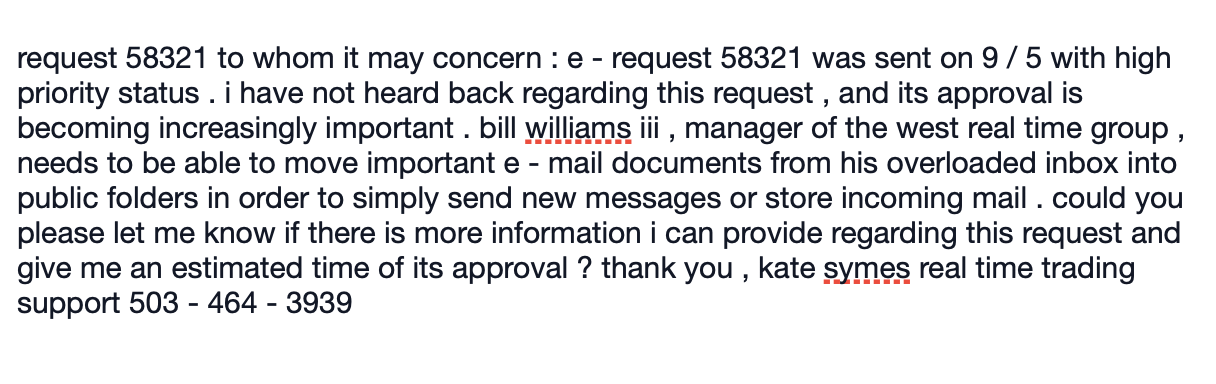 request 58321 to whom it may concern : e - request 58321 was sent on 9 / 5 with high
priority status . i have not heard back regarding this request , and its approval is
becoming increasingly important . bill williams iii , manager of the west real time group ,
needs to be able to move important e - mail documents from his overloaded inbox into
public folders in order to simply send new messages or store incoming mail . could you
please let me know if there is more information i can provide regarding this request and
give me an estimated time of its approval ? thank you , kate symes real time trading
support 503 - 464 - 3939